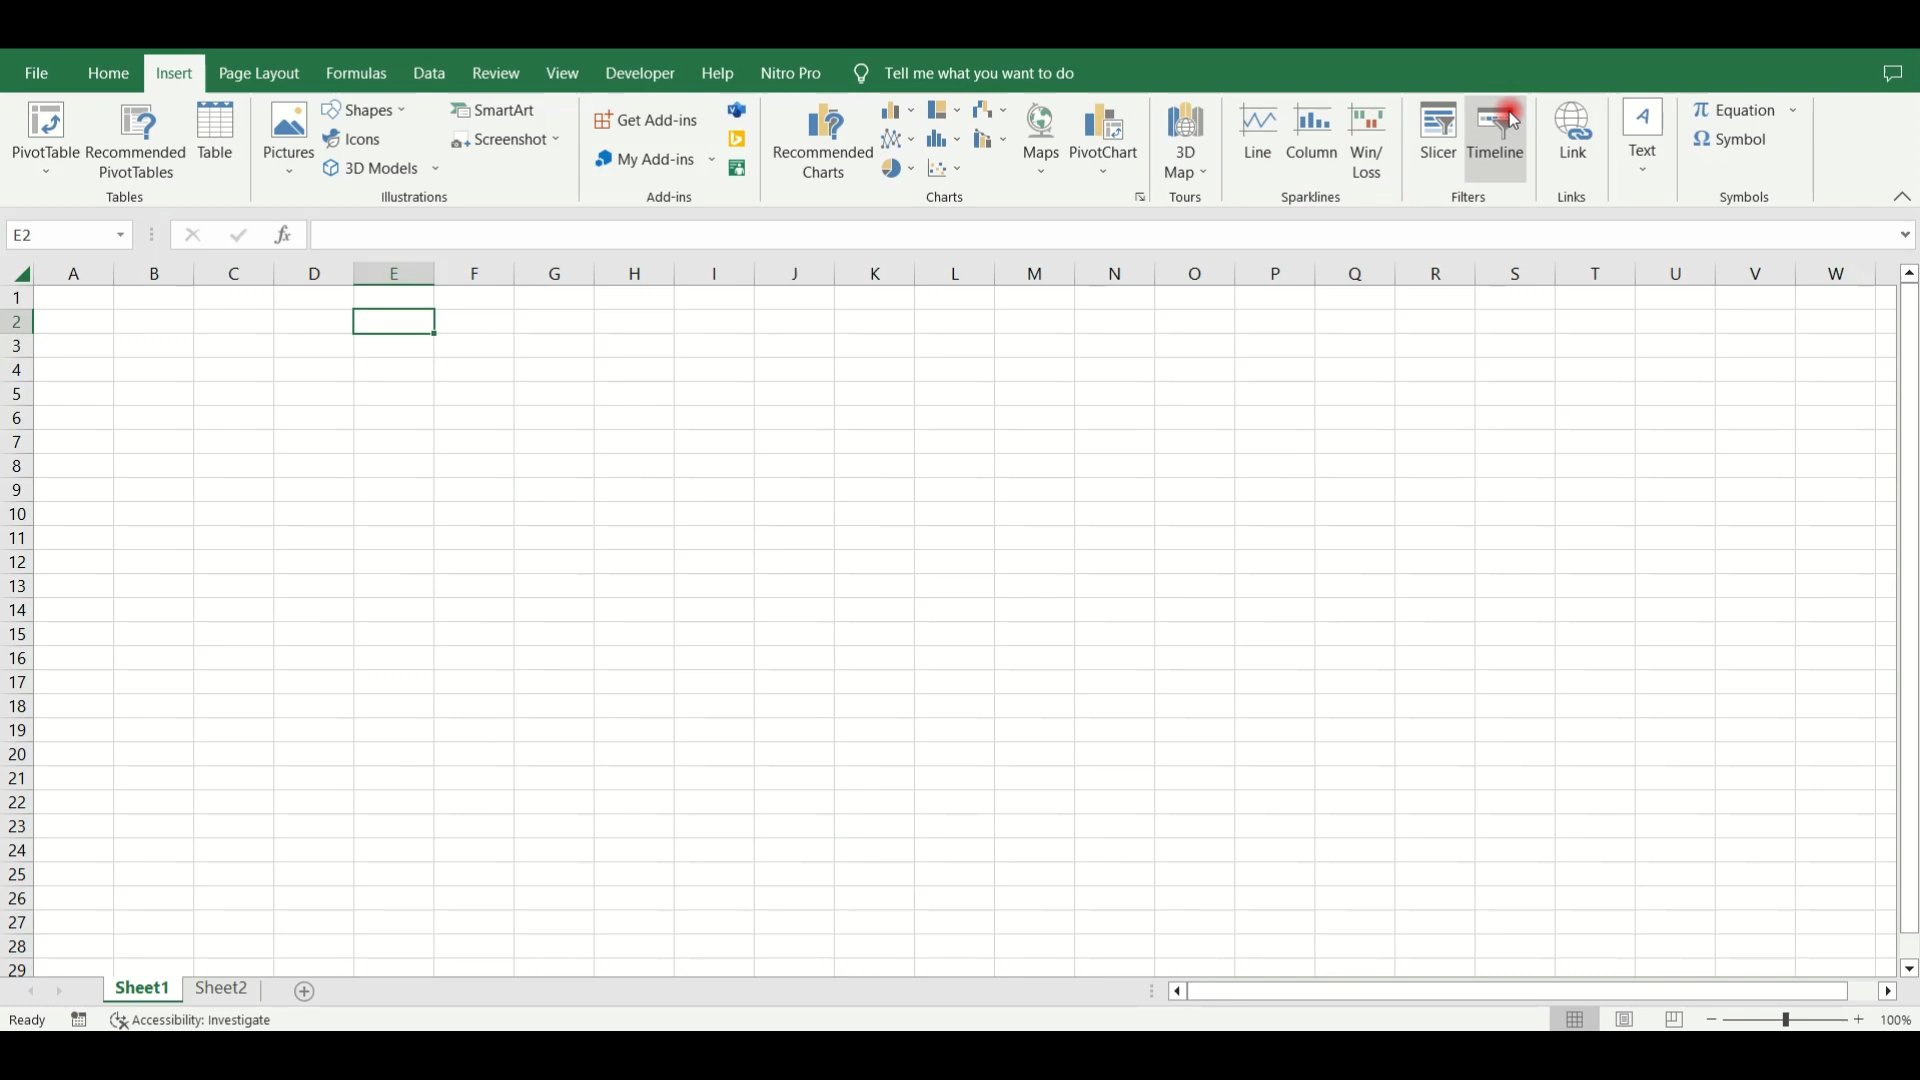 File Home Insert Page Layout Formulas Data Review View Developer Help Nitro Pro Tell me what you want to do
PivotTable Recommended PivotTables Table
Tables
Pictures Shapes Icons 3D Models SmartArt Screenshot
Illustrations
Get Add-ins
My Add-ins
Add-ins
Recommended Charts Maps PivotChart
Charts
3D Map
Tours
Line Column Win/ Loss
Sparklines
Slicer Timeline
Filters
Link
Links
A
Text
π Equation
Ω Symbol
Symbols
E2 fx
A B C D E F G H I J K L M N O P Q R S T U V W
1
2
3
4
5
6
7
8
9
10
11
12
13
14
15
16
17
18
19
20
21
22
23
24
25
26
27
28
29
Sheet1 Sheet2
Ready Accessibility: Investigate 100%